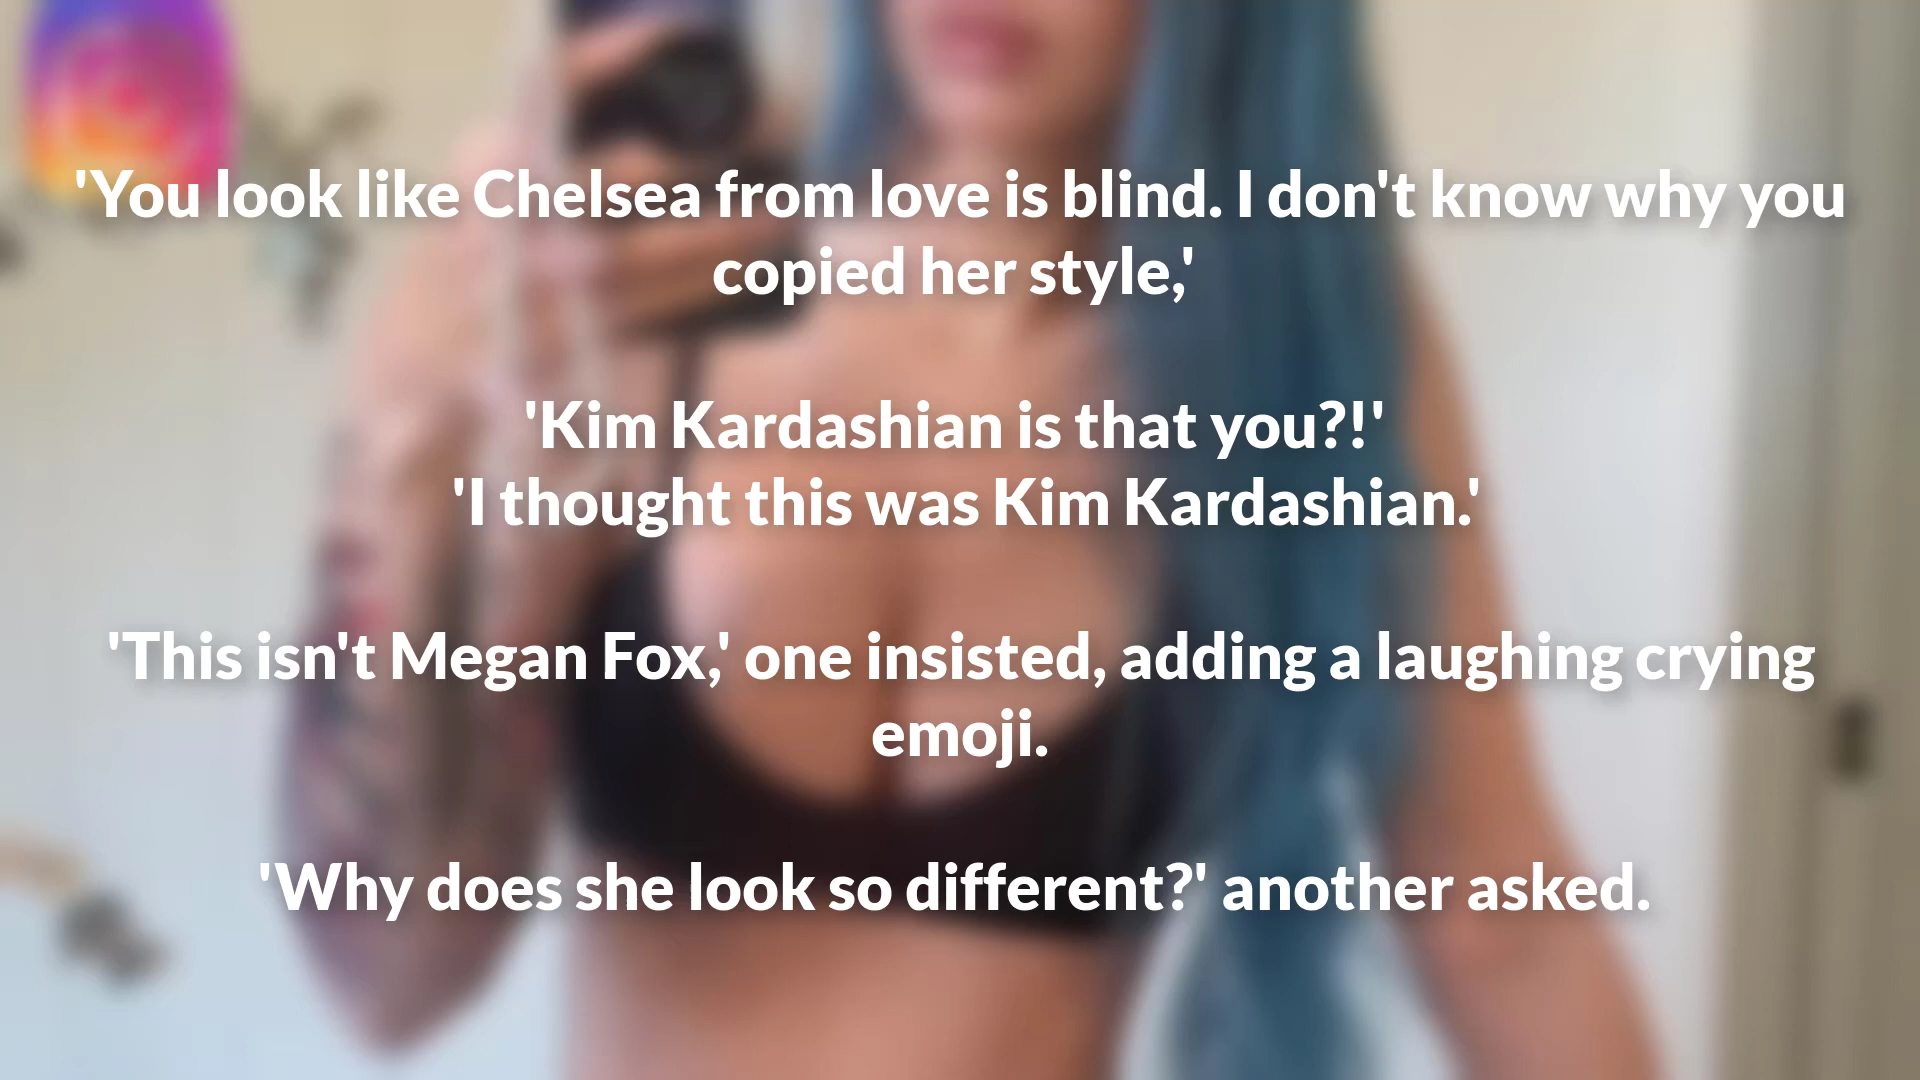 'You look like Chelsea from love is blind. I don't know why you
copied her style,'
'Kim Kardashian is that you?!'
'I thought this was Kim Kardashian.'
'This isn't Megan Fox,' one insisted, adding a laughing crying
emoji.
'Why does she look so different?' another asked.